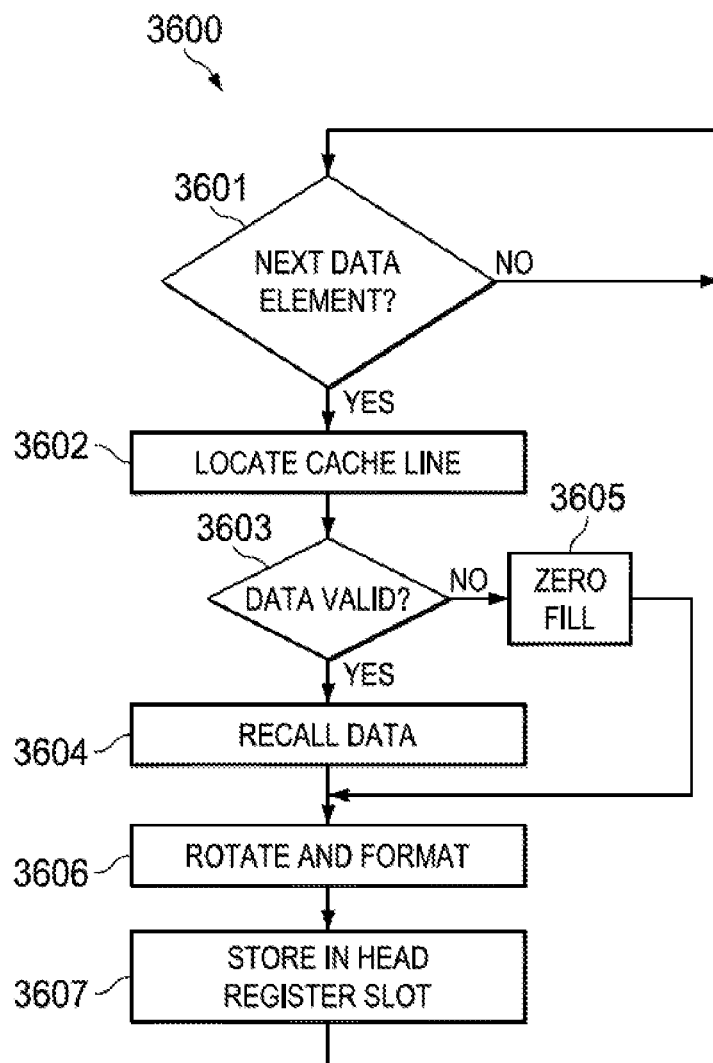 3600
3601
NEXT DATA
ELEMENT?
NO
YES
3602
LOCATE CACHE LINE
3605
3603
DATA VALID?
NO
ZERO
FILL
YES
3604
RECALL DATA
3606
ROTATE AND FORMAT
3607
STORE IN HEAD
REGISTER SLOT